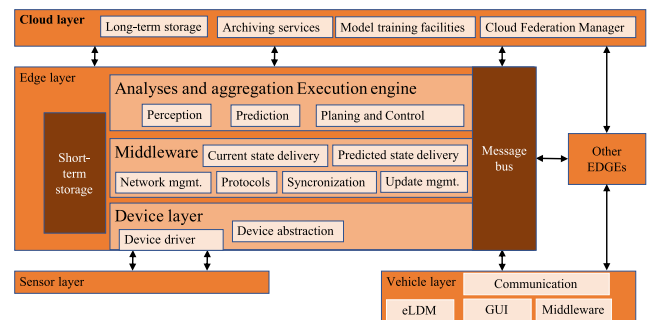 Cloud layer
Long-term storage
Archiving services
Model training facilities
Cloud Federation Manager
Edge layer
Analyses and aggregation Execution engine
Perception
Prediction
Planing and Control
Short-
term
storage
Middleware
Current state delivery
Predicted state delivery
Network mgmt.
Protocols
Syncronization
Update mgmt.
Device layer
Device driver
Device abstraction
Message
bus
Other
EDGEs
Sensor layer
Vehicle layer
Communication
eLDM
GUI
Middleware